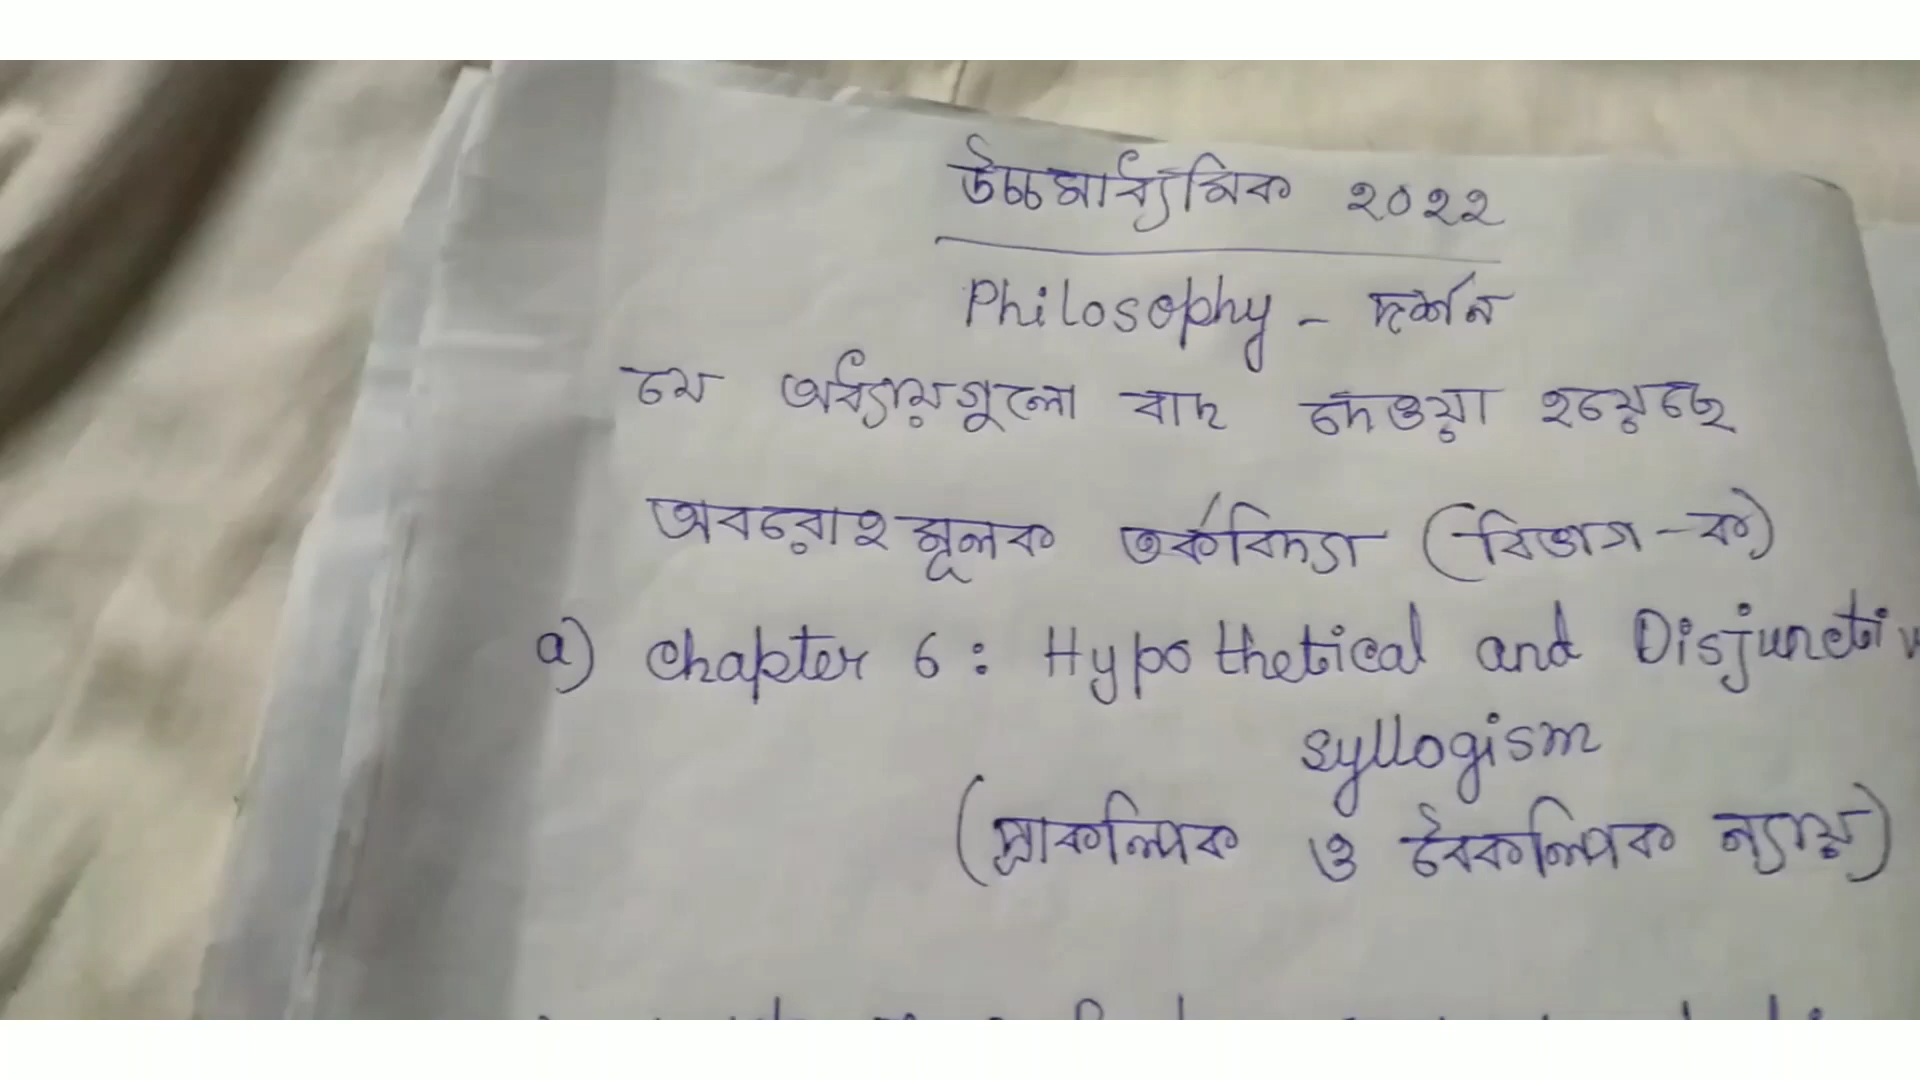 উচ্চমাধ্যমিক ২০২২
Philosophy - দর্শন
যে অধ্যায়গুলো বাদ দেওয়া হয়েছে
অবরোহমূলক তর্কবিদ্যা (বিভাগ-ক)
a) chapter 6 : Hypothetical and Disjunctiv
syllogism
(প্রাকল্পিক ও বৈকল্পিক ন্যায়)